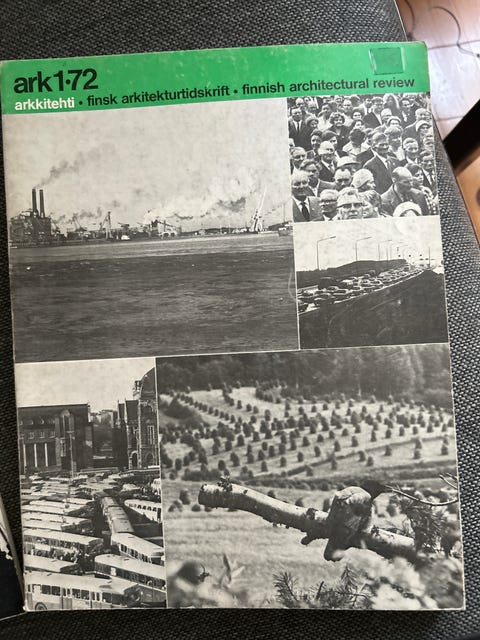 ark 1·72
arkkitehti • finsk arkitekturtidskrift • finnish architectural review